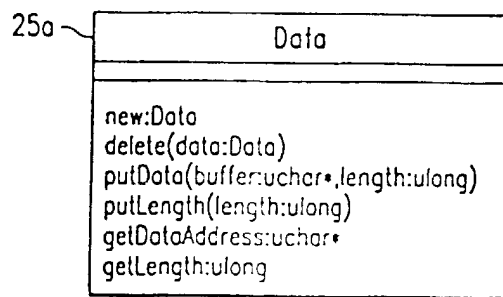 25a
Data
new:Data
delete(data:Data)
putData(buffer:uchar*,length:ulong)
putLength(length:ulong)
getDataAddress:uchar*
getLength:ulong